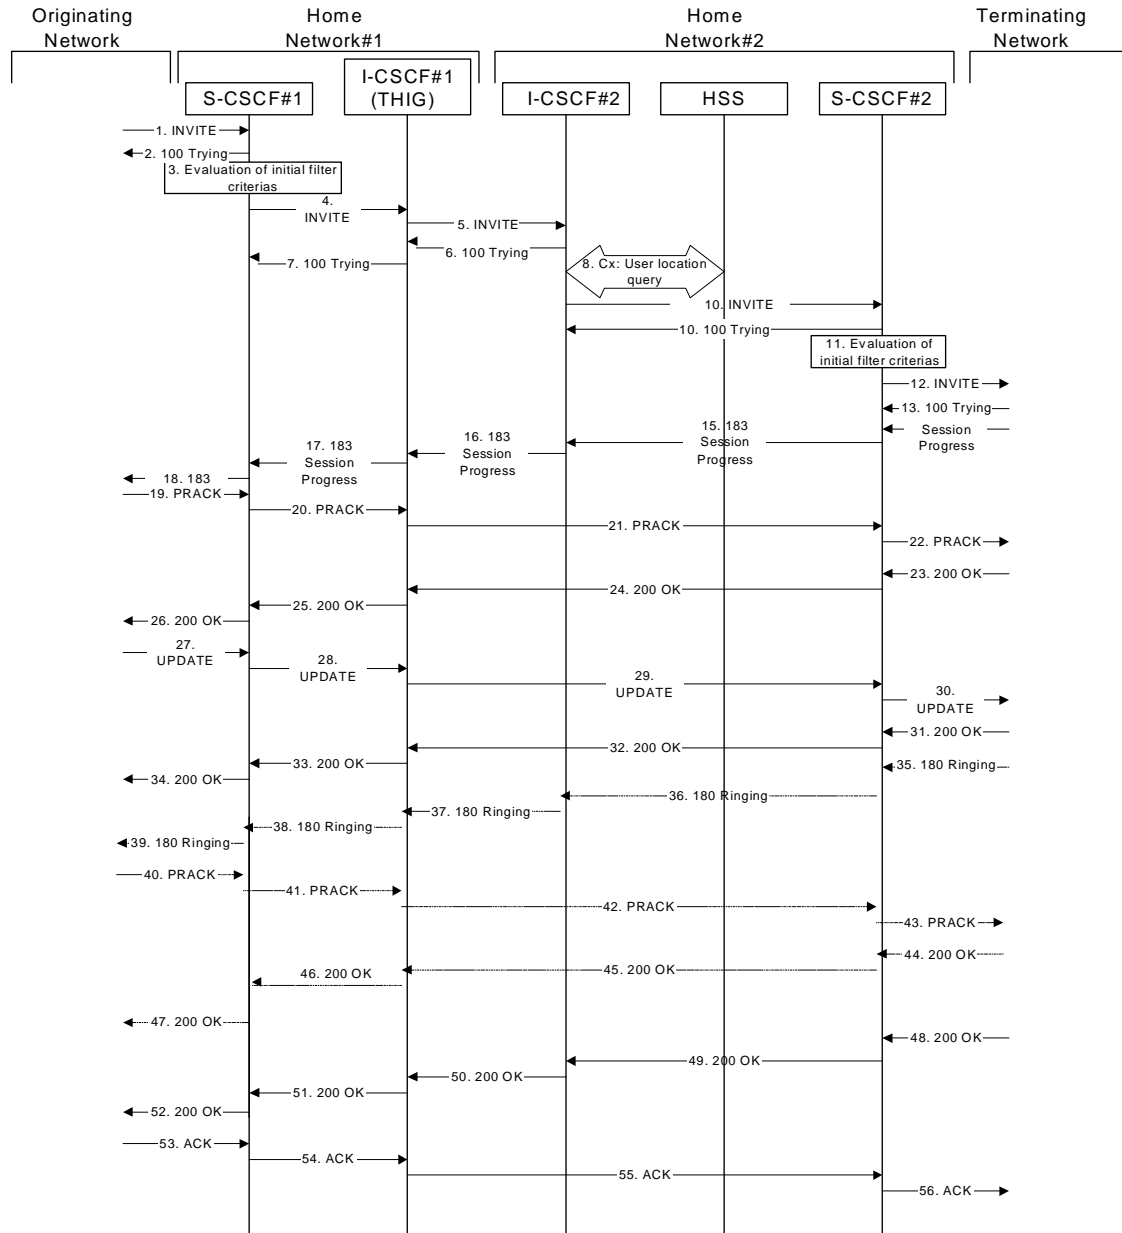 Originating
Network
Home
Network#1
Home
Network#2
Terminating
Network
S-CSCF#1
I-CSCF#1
(THIG)
I-CSCF#2
HSS
S-CSCF#2
1. INVITE
2. 100 Trying
3. Evaluation of initial filter
criterias
4.
INVITE
5. INVITE
6. 100 Trying
7. 100 Trying
8. Cx: User location
query
10. INVITE
10. 100 Trying
11. Evaluation of
initial filter criterias
12. INVITE
13. 100 Trying
Session
Progress
15. 183
Session
Progress
16. 183
Session
Progress
17. 183
Session
Progress
18. 183
19. PRACK
20. PRACK
21. PRACK
22. PRACK
23. 200 OK
24. 200 OK
25. 200 OK
26. 200 OK
27.
UPDATE
28.
UPDATE
29.
UPDATE
30.
UPDATE
31. 200 OK
32. 200 OK
33. 200 OK
34. 200 OK
35. 180 Ringing
36. 180 Ringing
37. 180 Ringing
38. 180 Ringing
39. 180 Ringing
40. PRACK
41. PRACK
42. PRACK
43. PRACK
44. 200 OK
45. 200 OK
46. 200 OK
47. 200 OK
48. 200 OK
49. 200 OK
50. 200 OK
51. 200 OK
52. 200 OK
53. ACK
54. ACK
55. ACK
56. ACK